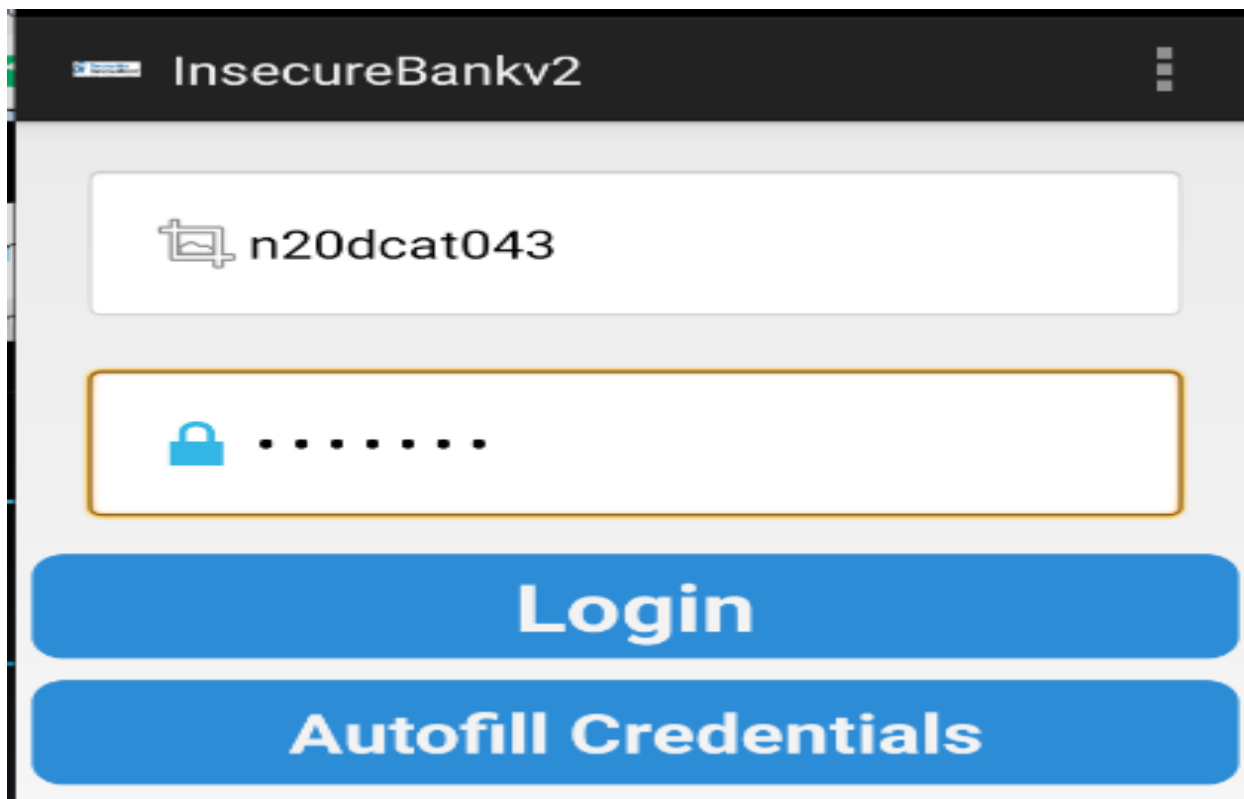 InsecureBankv2
n20dcat043
•••••••
Login
Autofill Credentials